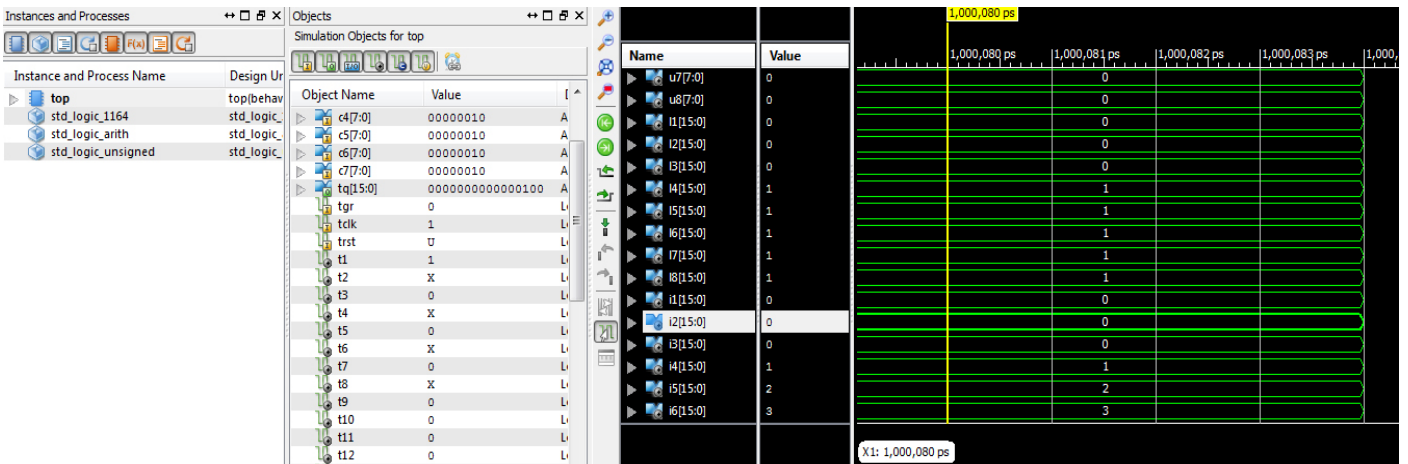 Instances and Processes
Instance and Process Name Design Ur
top top(behav
std_logic_1164 std_logic_
std_logic_arith std_logic_
std_logic_unsigned std_logic_
Objects
Simulation Objects for top
Object Name Value
c4[7:0] 00000010 A
c5[7:0] 00000010 A
c6[7:0] 00000010 A
c7[7:0] 00000010 A
tq[15:0] 0000000000000100 A
tgr 0 L
tclk 1 L
trst U L
t1 1 L
t2 X L
t3 0 L
t4 X L
t5 0 L
t6 X L
t7 0 L
t8 X L
t9 0 L
t10 0 L
t11 0 L
t12 0 L
1,000,080 ps
Name Value 1,000,080 ps 1,000,081 ps 1,000,082 ps 1,000,083 ps 1,000,
u7[7:0] 0 0
u8[7:0] 0 0
l1[15:0] 0 0
l2[15:0] 0 0
l3[15:0] 0 0
l4[15:0] 1 1
l5[15:0] 1 1
l6[15:0] 1 1
l7[15:0] 1 1
l8[15:0] 1 1
i1[15:0] 0 0
i2[15:0] 0 0
i3[15:0] 0 0
i4[15:0] 1 1
i5[15:0] 2 2
i6[15:0] 3 3
X1: 1,000,080 ps